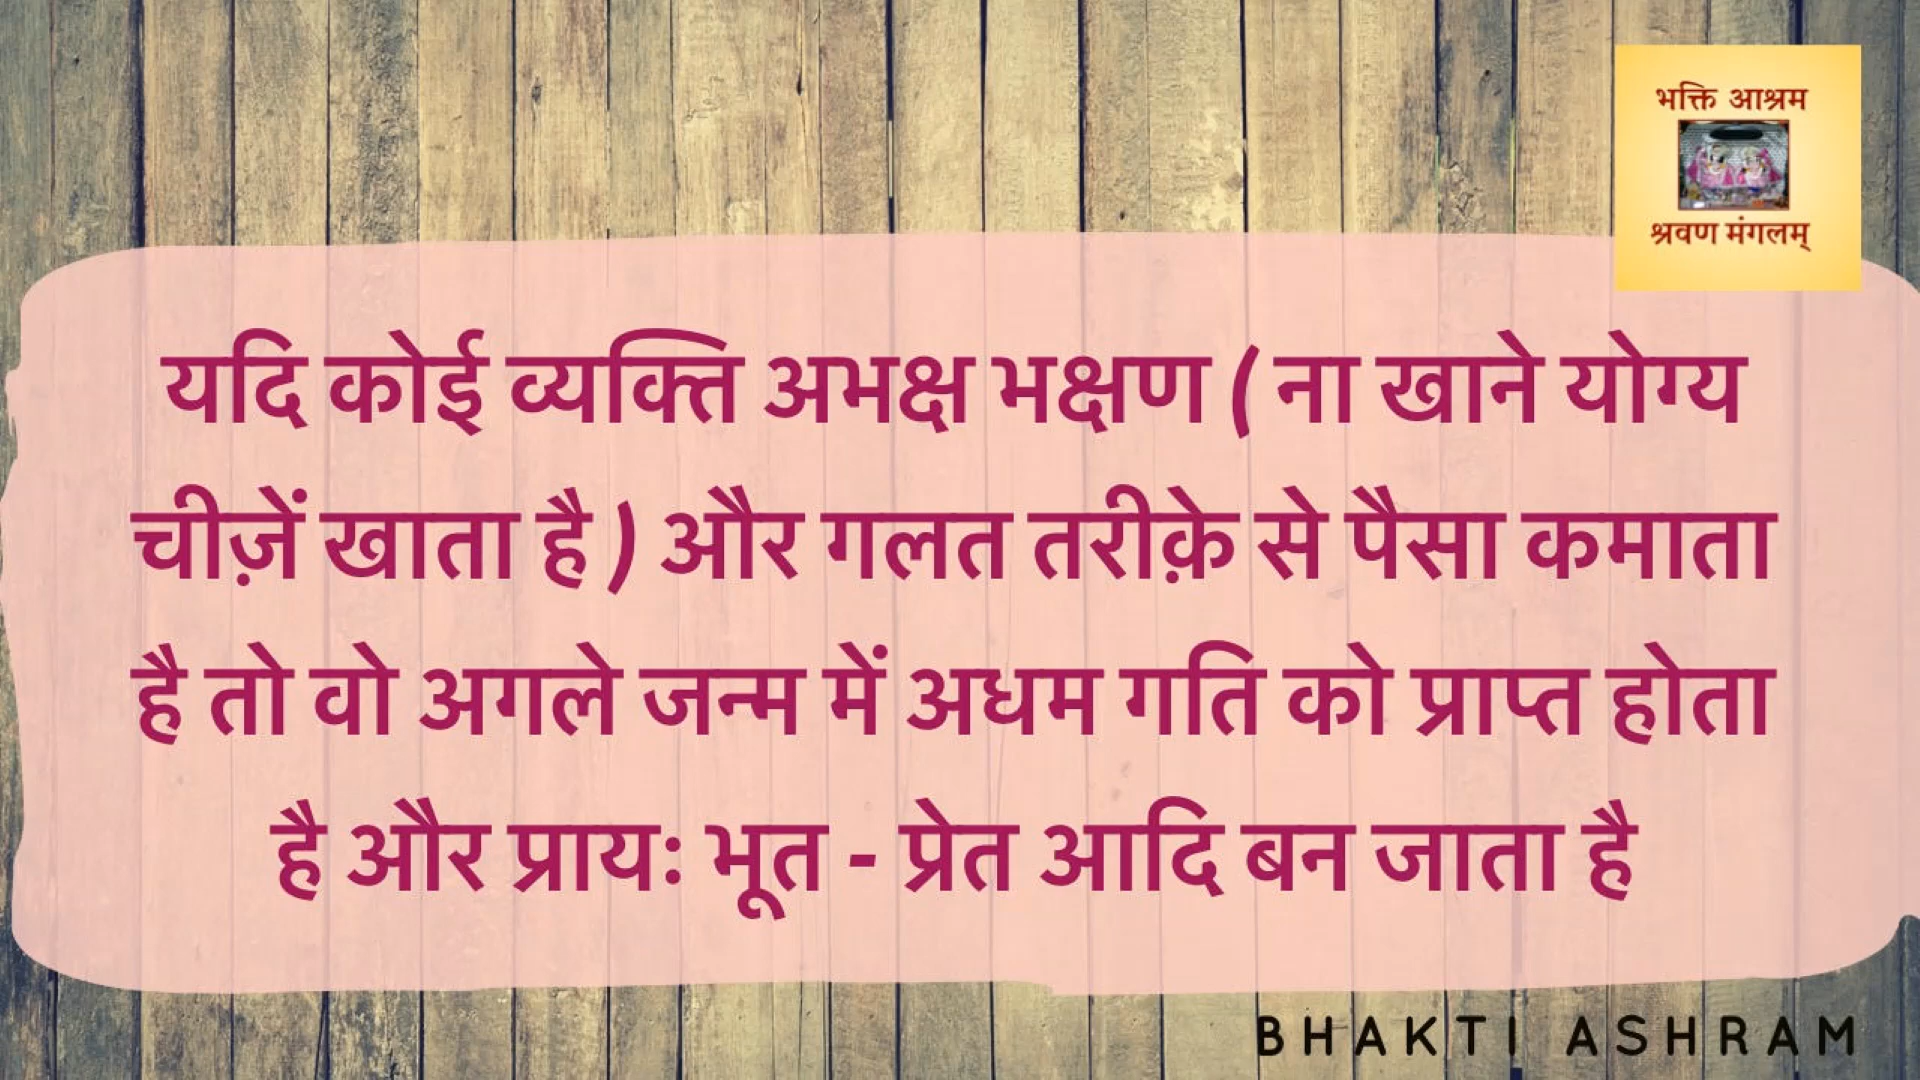 भक्ति आश्रम
श्रवण मंगलम्
यदि कोई व्यक्ति अभक्ष भक्षण ( ना खाने योग्य
चीज़ें खाता है ) और गलत तरीक़े से पैसा कमाता
है तो वो अगले जन्म में अधम गति को प्राप्त होता
है और प्रायः भूत - प्रेत आदि बन जाता है
BHAKTI ASHRAM